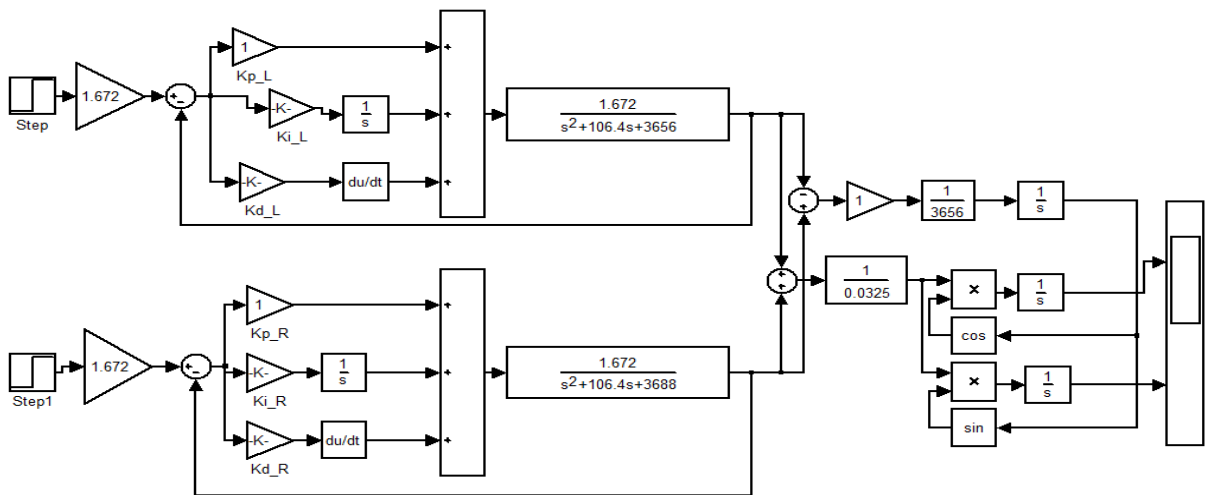 1
Kp_L
1.672
+
-
-K-
Ki_L
1
s
-K-
Kd_L
du/dt
Step
+
+
+
1.672
s²+106.4s+3656
-
+
1
1
3656
1
s
+
+
1
0.0325
×
1
s
cos
×
1
s
sin
1
Kp_R
1.672
+
-
-K-
Ki_R
1
s
-K-
Kd_R
du/dt
Step1
+
+
+
1.672
s²+106.4s+3688